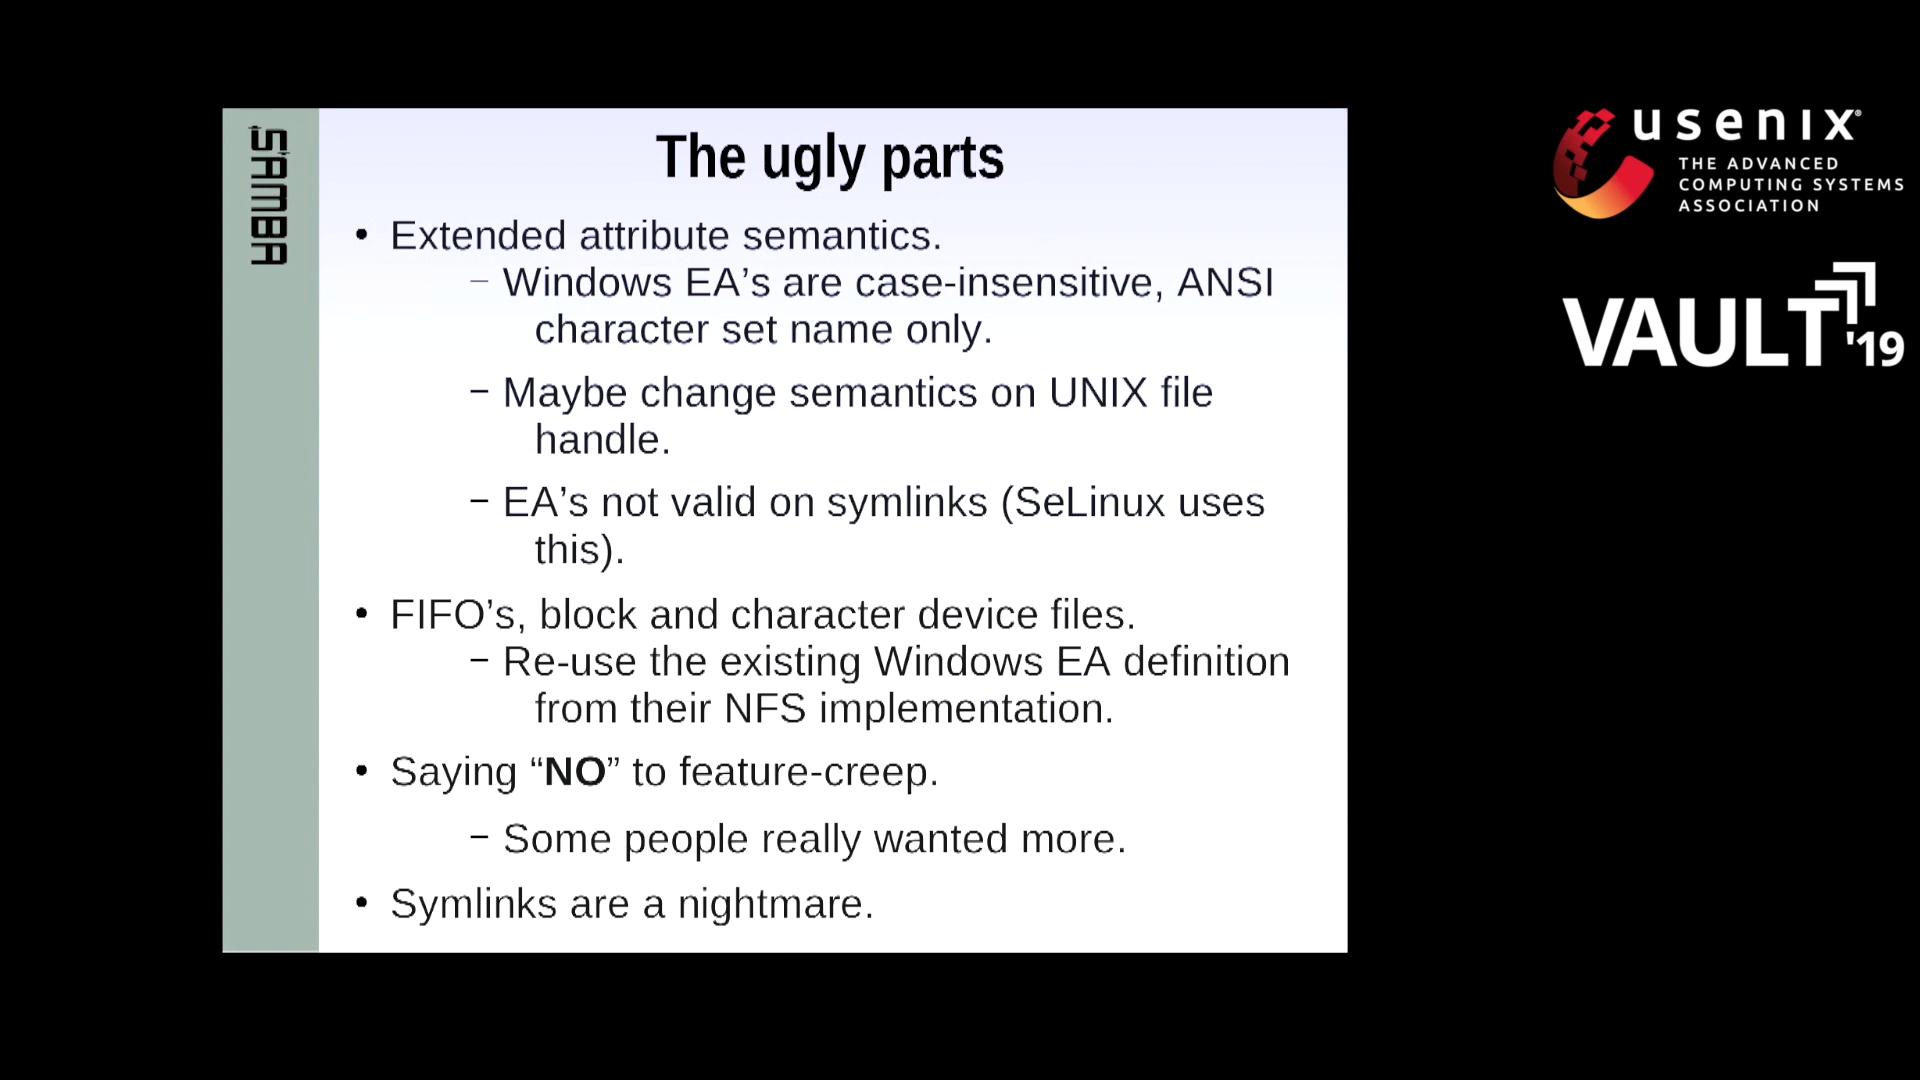 SAMBA
The ugly parts
• Extended attribute semantics.
– Windows EA’s are case-insensitive, ANSI
character set name only.
– Maybe change semantics on UNIX file
handle.
– EA’s not valid on symlinks (SeLinux uses
this).
• FIFO’s, block and character device files.
– Re-use the existing Windows EA definition
from their NFS implementation.
• Saying “NO” to feature-creep.
– Some people really wanted more.
• Symlinks are a nightmare.
usenix®
THE ADVANCED
COMPUTING SYSTEMS
ASSOCIATION
VAULT '19